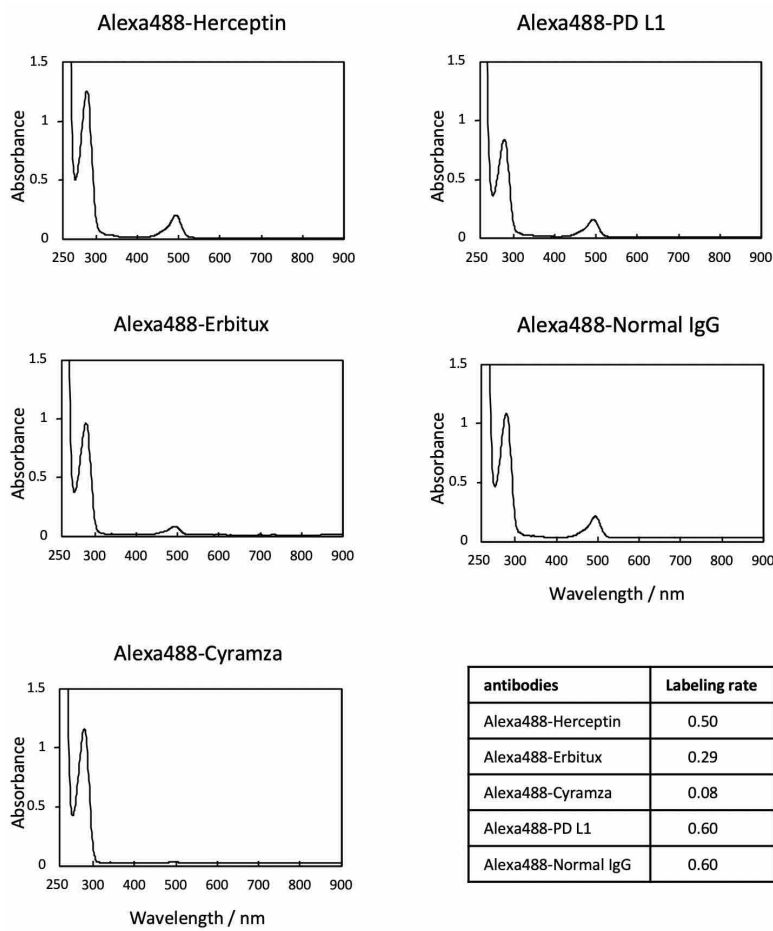 Alexa488-Herceptin
Absorbance
1.5
1
0.5
0
250 300 400 500 600 700 800 900
Alexa488-PD L1
Absorbance
1.5
1
0.5
0
250 300 400 500 600 700 800 900
Alexa488-Erbitux
Absorbance
1.5
1
0.5
0
250 300 400 500 600 700 800 900
Alexa488-Normal IgG
Absorbance
1.5
1
0.5
0
250 300 400 500 600 700 800 900
Wavelength / nm
Alexa488-Cyramza
Absorbance
1.5
1
0.5
0
250 300 400 500 600 700 800 900
Wavelength / nm
antibodies Labeling rate
Alexa488-Herceptin 0.50
Alexa488-Erbitux 0.29
Alexa488-Cyramza 0.08
Alexa488-PD L1 0.60
Alexa488-Normal IgG 0.60